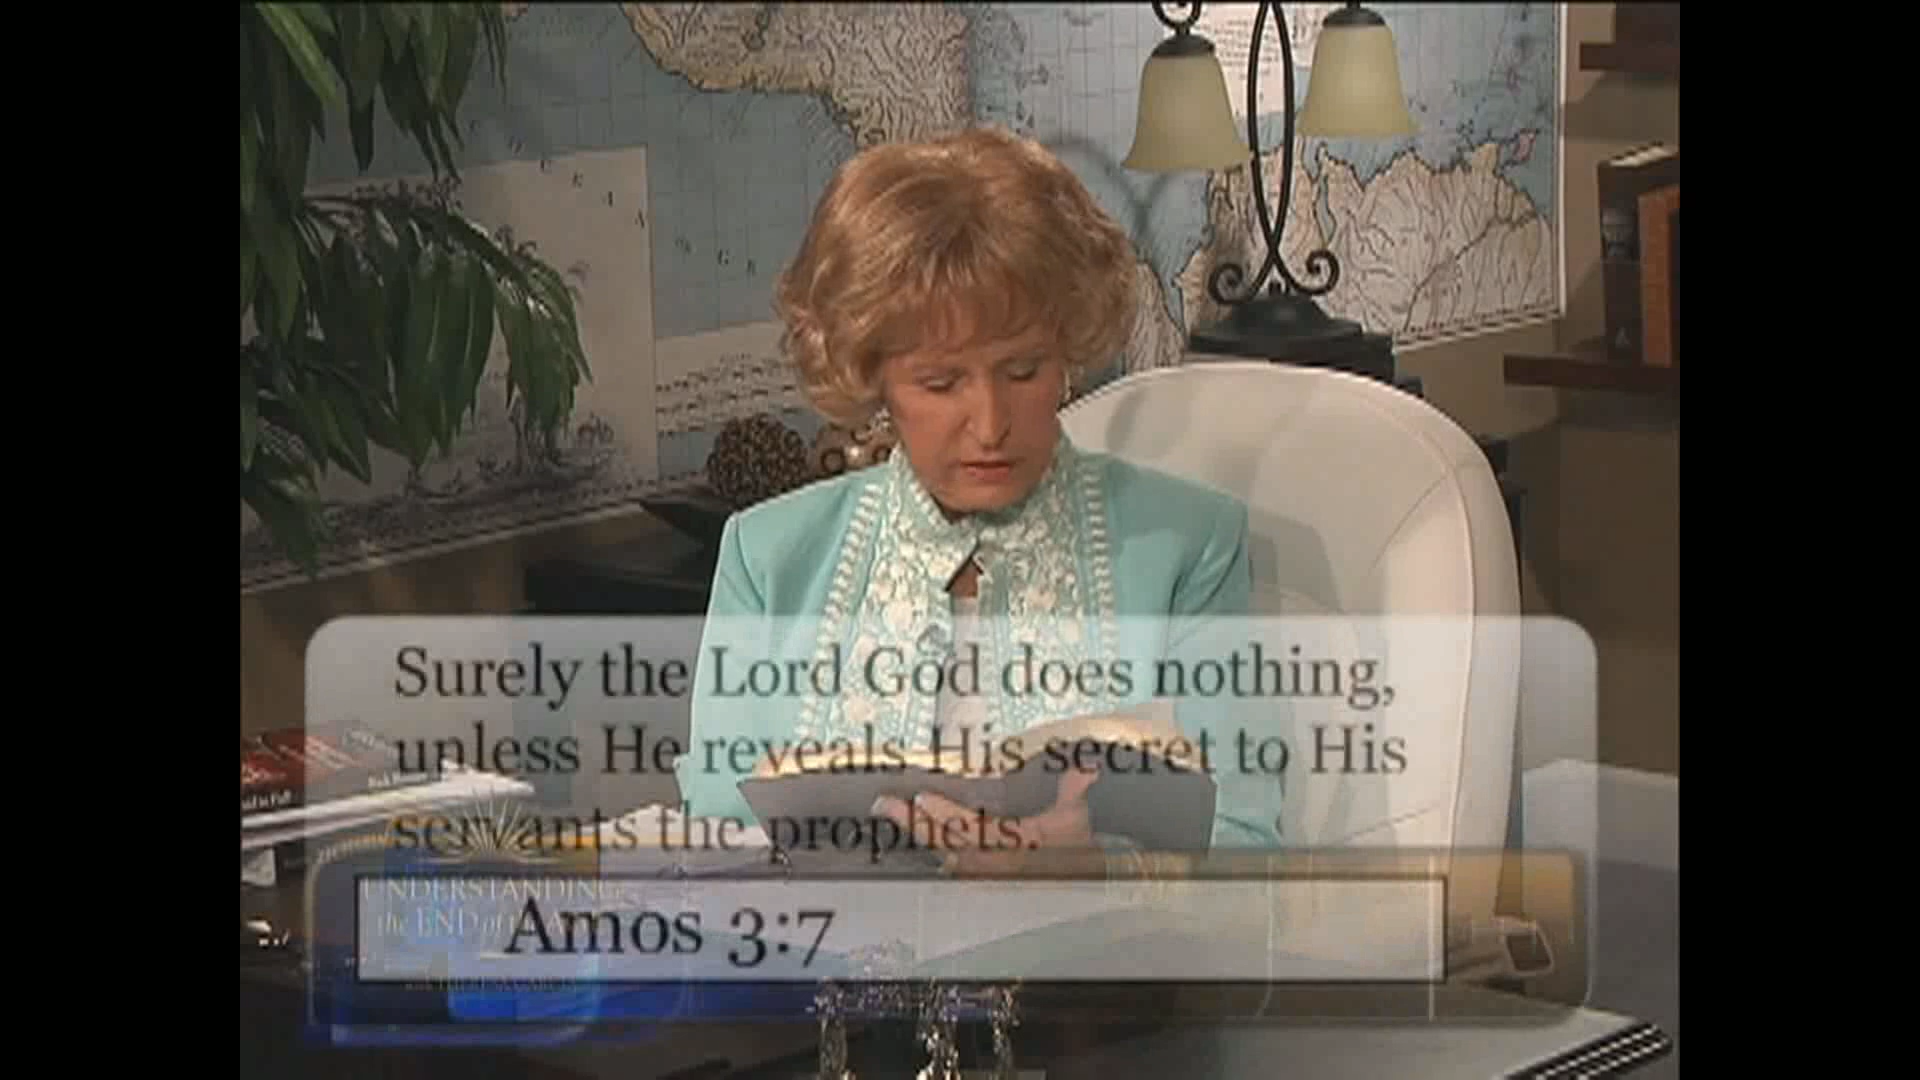 Surely the Lord God does nothing,
unless He reveals His secret to His
servants the prophets.
UNDERSTANDING
the END of
Amos 3:7